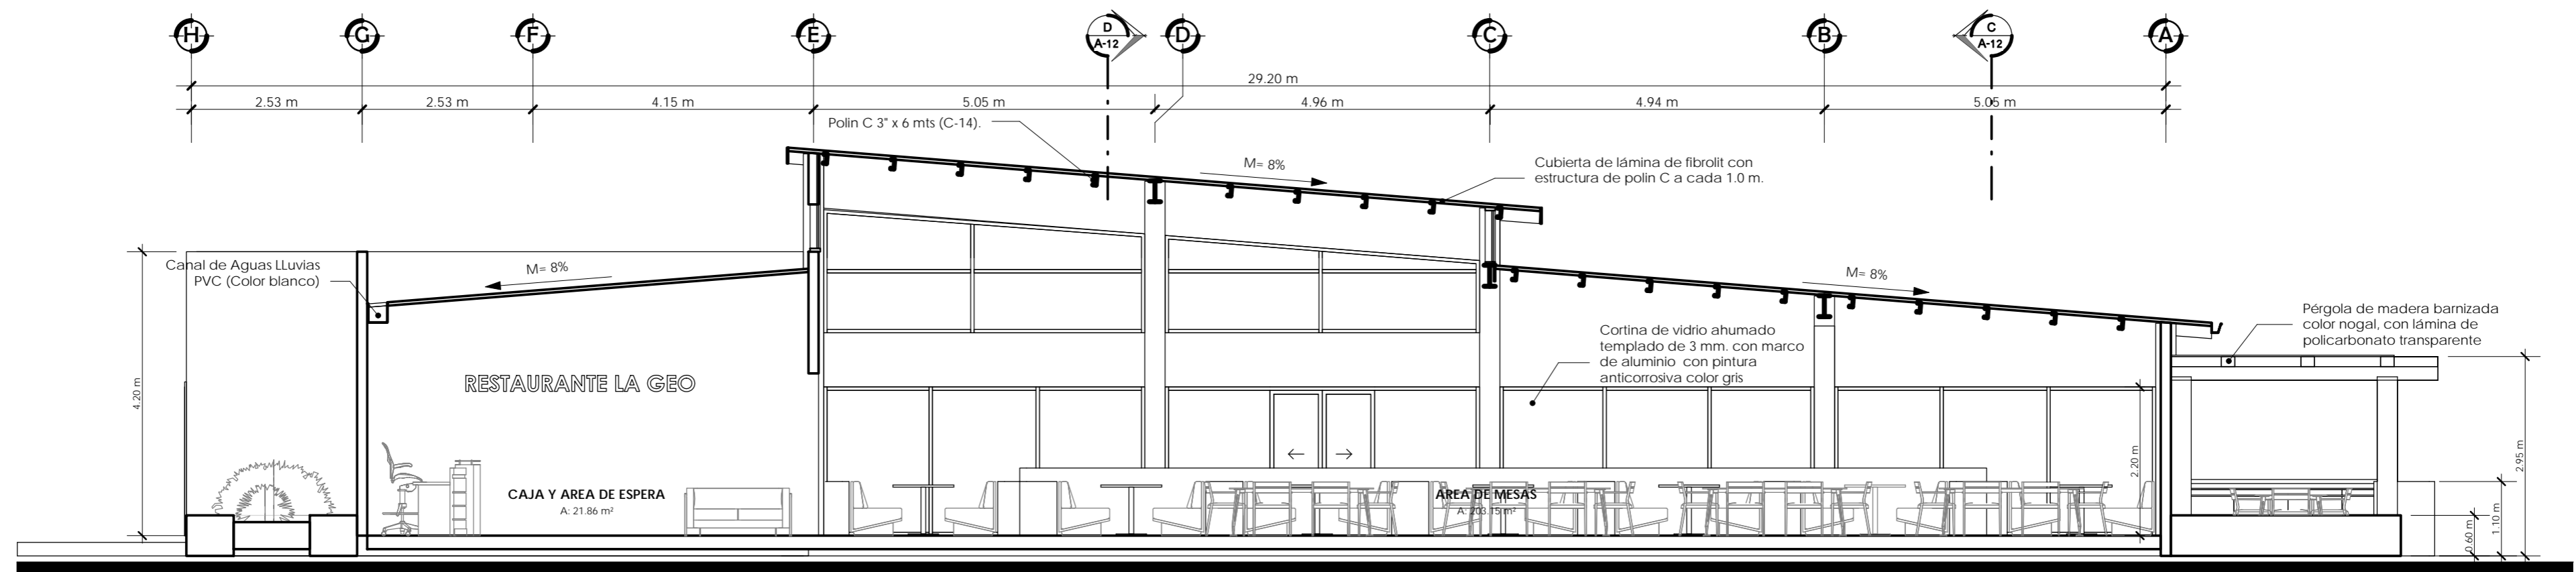 H G F E D A-12 D C B C A-12 A
29.20 m
2.53 m 2.53 m 4.15 m 5.05 m 4.96 m 4.94 m 5.05 m
Polin C 3" x 6 mts (C-14).
M= 8%
Cubierta de lámina de fibrolit con
estructura de polin C a cada 1.0 m.
Canal de Aguas LLuvias
PVC (Color blanco)
M= 8%
M= 8%
Pérgola de madera barnizada
color nogal, con lámina de
policarbonato transparente
Cortina de vidrio ahumado
templado de 3 mm. con marco
de aluminio con pintura
anticorrosiva color gris
4.20 m
RESTAURANTE LA GEO
CAJA Y AREA DE ESPERA
A: 21.86 m²
AREA DE MESAS
A: 203.15 m²
2.20 m
2.95 m
1.10 m
0.60 m